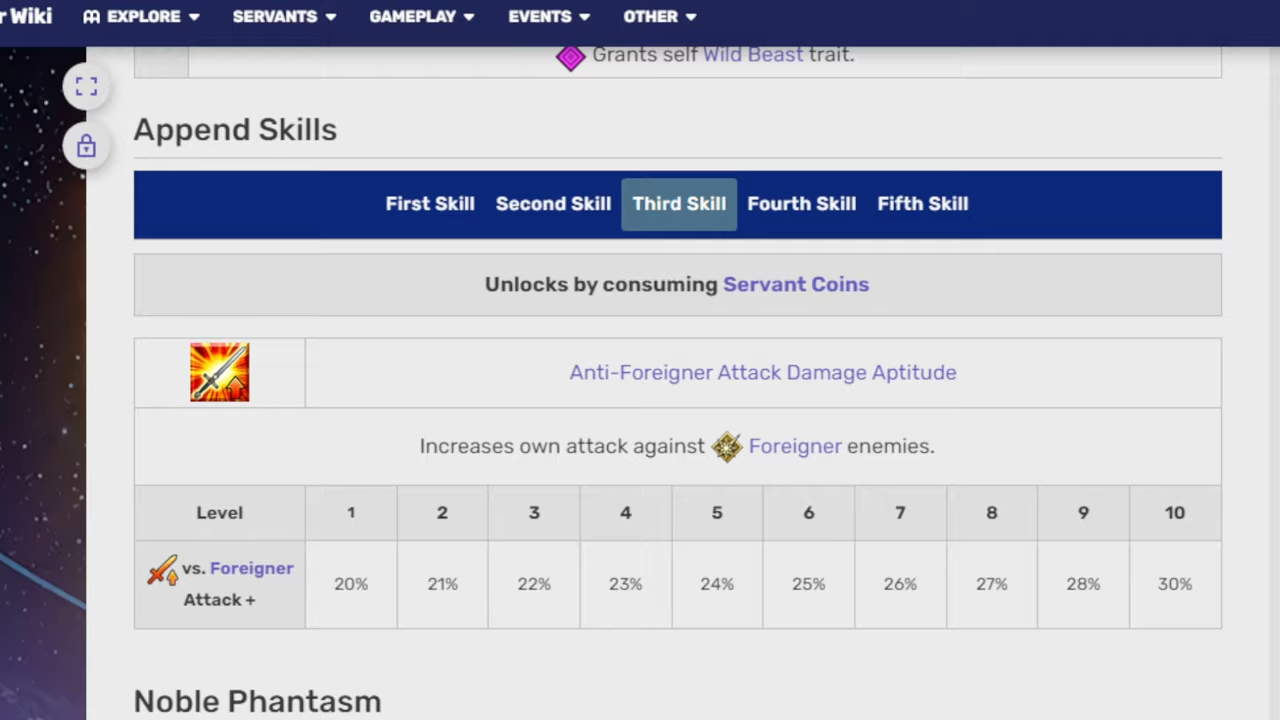 r Wiki EXPLORE SERVANTS GAMEPLAY EVENTS OTHER
Grants self Wild Beast trait.
Append Skills
First Skill Second Skill Third Skill Fourth Skill Fifth Skill
Unlocks by consuming Servant Coins
Anti-Foreigner Attack Damage Aptitude
Increases own attack against Foreigner enemies.
Level 1 2 3 4 5 6 7 8 9 10
vs. Foreigner
Attack + 20% 21% 22% 23% 24% 25% 26% 27% 28% 30%
Noble Phantasm